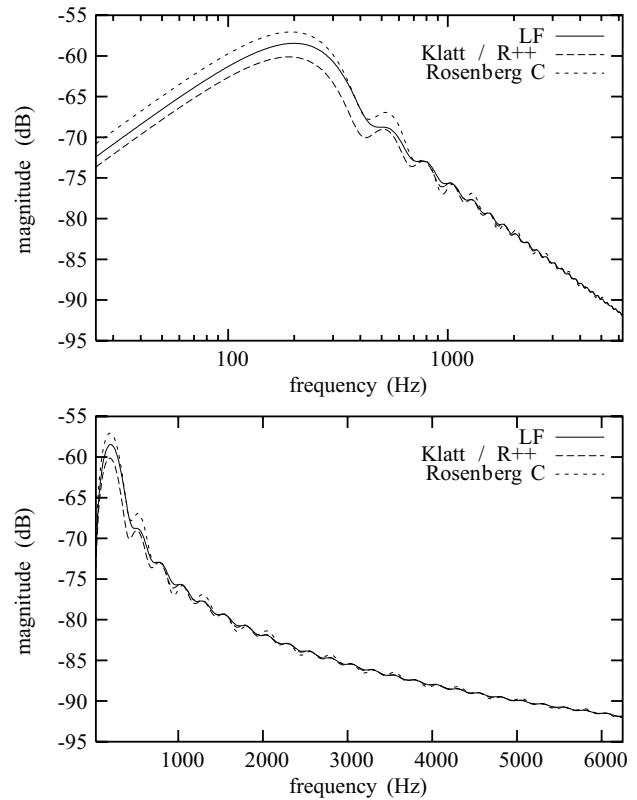 -55
-60
-65
-70
-75
-80
-85
-90
-95
magnitude (dB)
LF
Klatt / R++
Rosenberg C
100
1000
frequency (Hz)
-55
-60
-65
-70
-75
-80
-85
-90
-95
magnitude (dB)
LF
Klatt / R++
Rosenberg C
1000 2000 3000 4000 5000 6000
frequency (Hz)